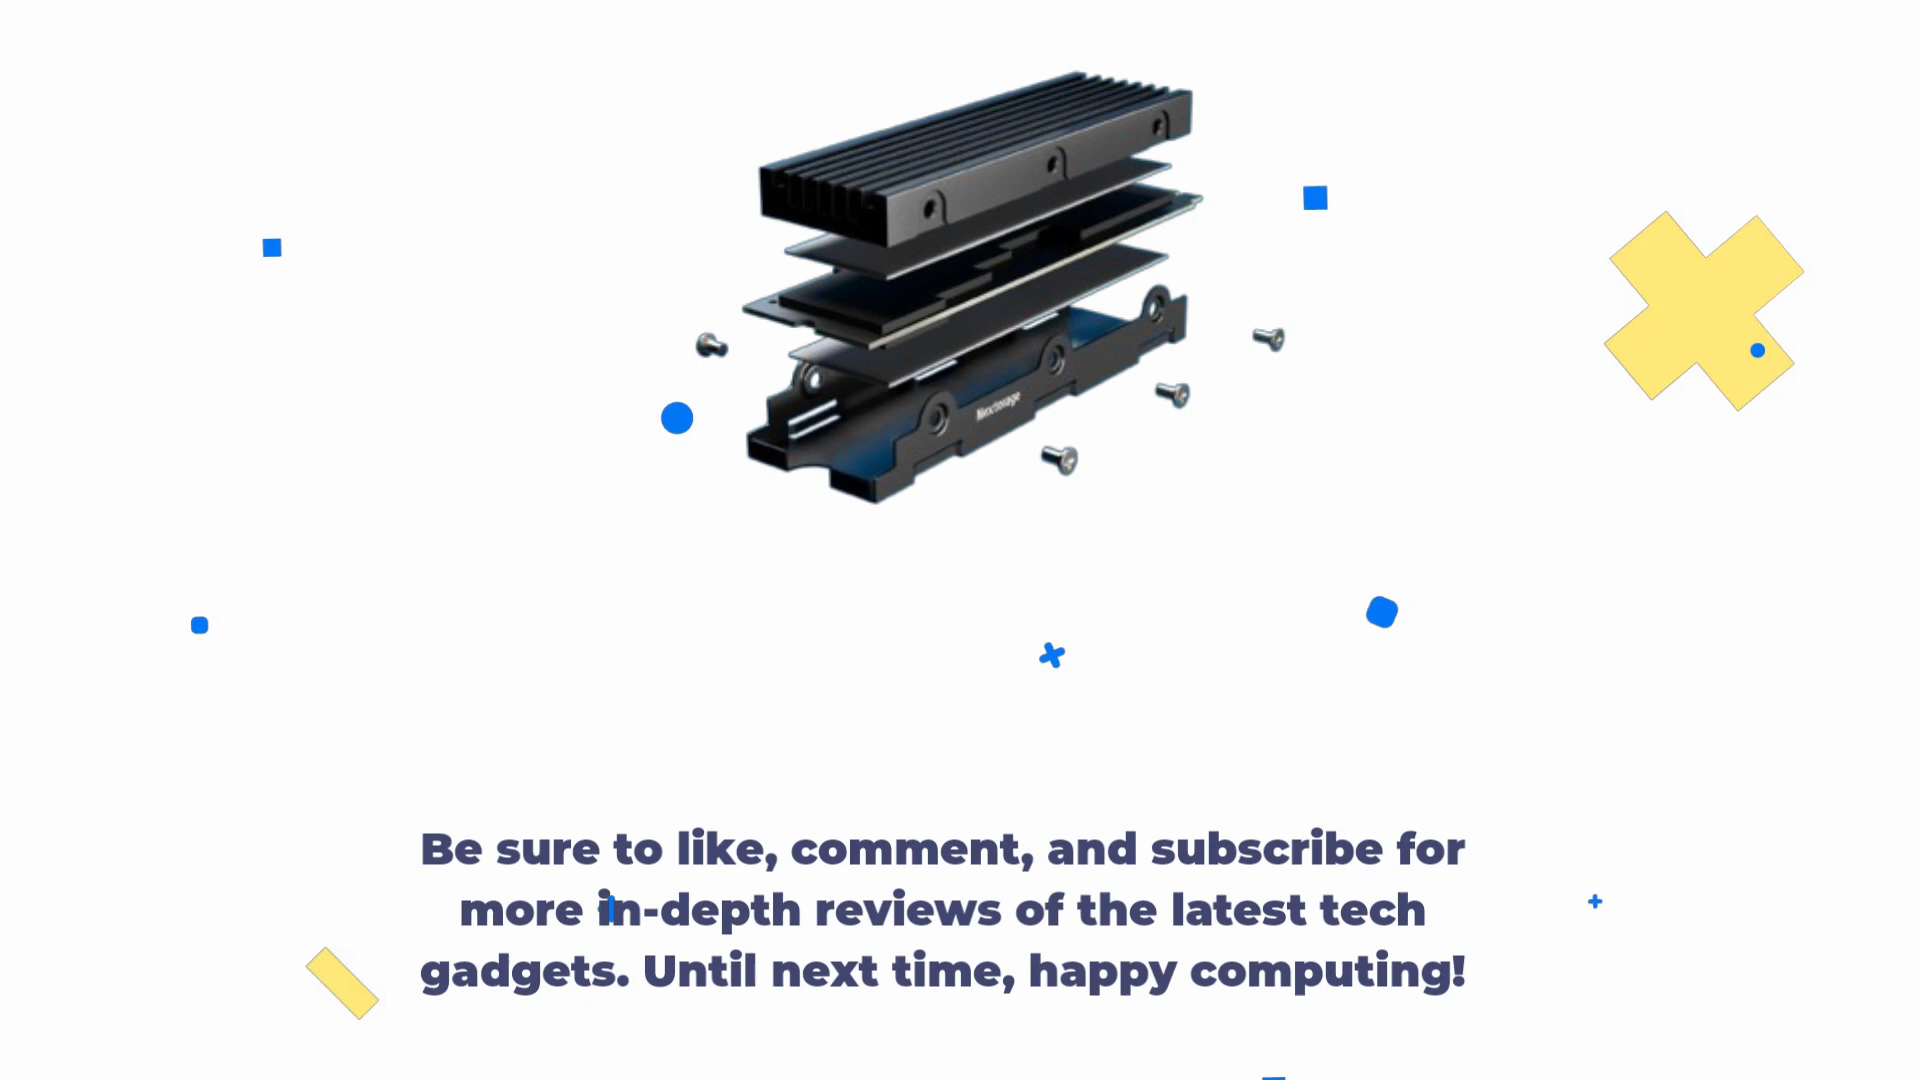 Nextorage
Be sure to like, comment, and subscribe for
more in-depth reviews of the latest tech
gadgets. Until next time, happy computing!